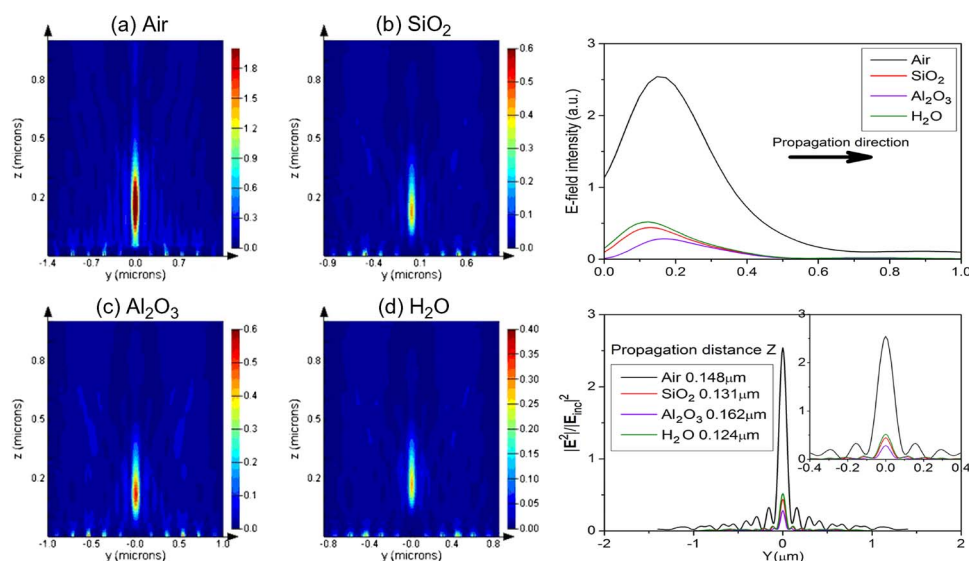 (a) Air
(b) SiO2
z (microns)
0.8
0.5
0.2
-1.4
-0.7
0.0
0.7
y (microns)
1.8
1.6
1.2
0.9
0.6
0.3
0.0
z (microns)
0.8
0.5
0.2
-0.9
-0.4
0.0
0.5
y (microns)
0.6
0.5
0.4
0.3
0.2
0.1
0.0
(c) Al2O3
(d) H2O
z (microns)
0.8
0.5
0.2
-1.0
-0.5
-0.0
0.5
1.0
y (microns)
0.6
0.5
0.4
0.3
0.2
0.1
0.0
z (microns)
0.8
0.5
0.2
-0.8
-0.4
-0.0
0.4
0.8
y (microns)
0.40
0.35
0.30
0.25
0.20
0.15
0.10
0.05
0.00
E-field intensity (a.u.)
3
2
1
0
Air
SiO2
Al2O3
H2O
Propagation direction
0.0 0.2 0.4 0.6 0.8 1.0
|E²|/|Einc|²
3
2
1
0
Propagation distance Z
Air 0.148μm
SiO2 0.131μm
Al2O3 0.162μm
H2O 0.124μm
3
2
1
0
-0.4 -0.2 0.0 0.2 0.4
-2 -1 0 1 2
Y(μm)